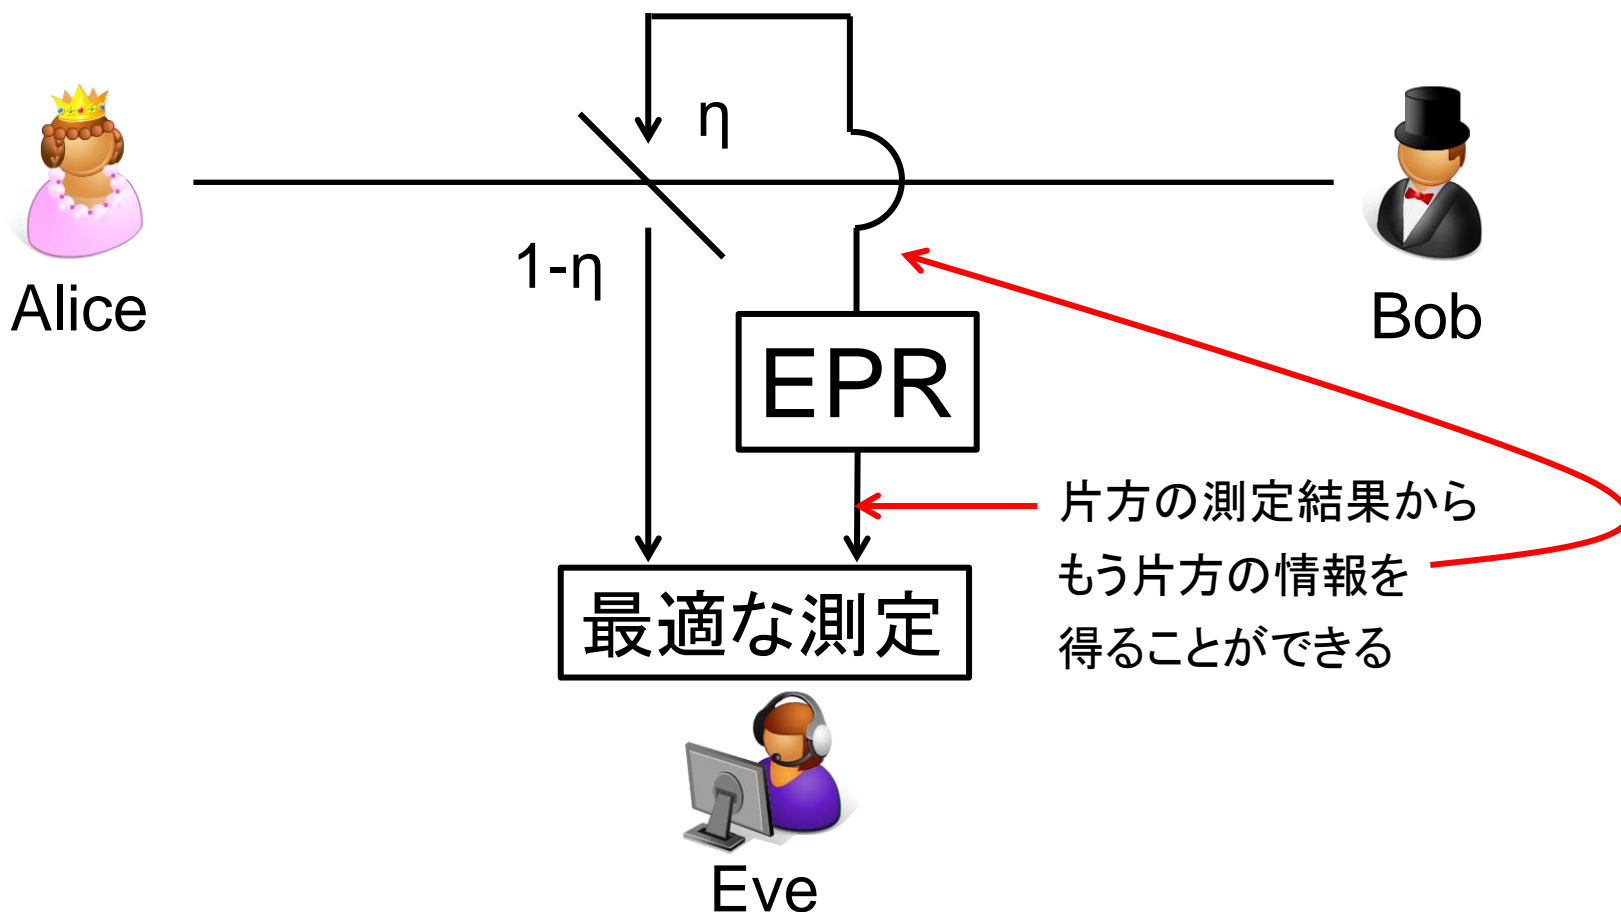 η
1-η
Alice
Bob
EPR
片方の測定結果から
もう片方の情報を
得ることができる
最適な測定
Eve